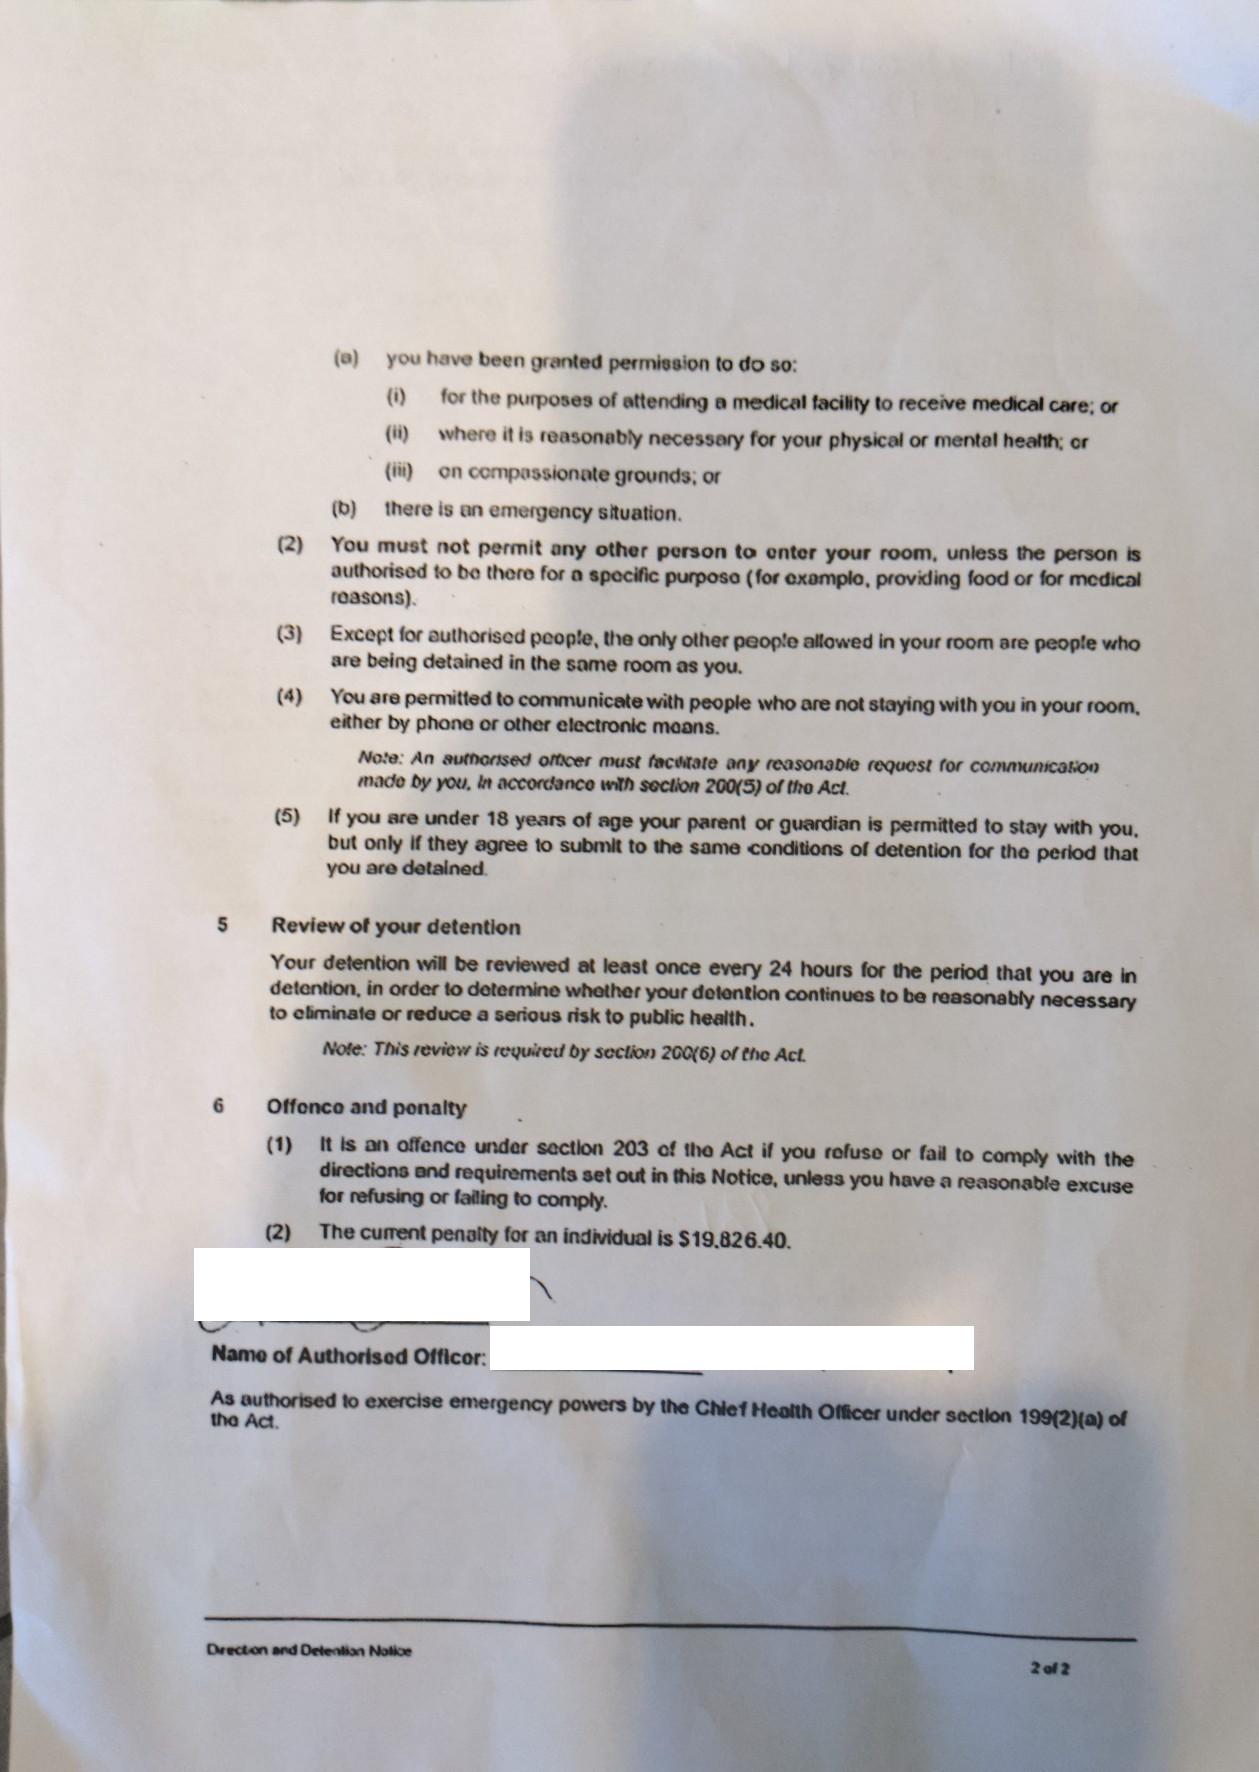 (a) you have been granted permission to do so:
(i) for the purposes of attending a medical facility to receive medical care; or
(ii) where it is reasonably necessary for your physical or mental health; or
(iii) on compassionate grounds; or
(b) there is an emergency situation.
(2) You must not permit any other person to enter your room, unless the person is
authorised to be there for a specific purpose (for example, providing food or for medical
reasons).
(3) Except for authorised people, the only other people allowed in your room are people who
are being detained in the same room as you.
(4) You are permitted to communicate with people who are not staying with you in your room,
either by phone or other electronic means.
Note: An authorised officer must facilitate any reasonable request for communication
made by you, in accordance with section 200(5) of the Act.
(5) If you are under 18 years of age your parent or guardian is permitted to stay with you,
but only if they agree to submit to the same conditions of detention for the period that
you are detained.
5 Review of your detention
Your detention will be reviewed at least once every 24 hours for the period that you are in
detention, in order to determine whether your detention continues to be reasonably necessary
to eliminate or reduce a serious risk to public health.
Note: This review is required by section 200(6) of the Act.
6 Offence and penalty
(1) It is an offence under section 203 of the Act if you refuse or fail to comply with the
directions and requirements set out in this Notice, unless you have a reasonable excuse
for refusing or failing to comply.
(2) The current penalty for an individual is $19,826.40.
Name of Authorised Officer:
As authorised to exercise emergency powers by the Chief Health Officer under section 199(2)(a) of
the Act.
Direction and Detention Notice
2 of 2